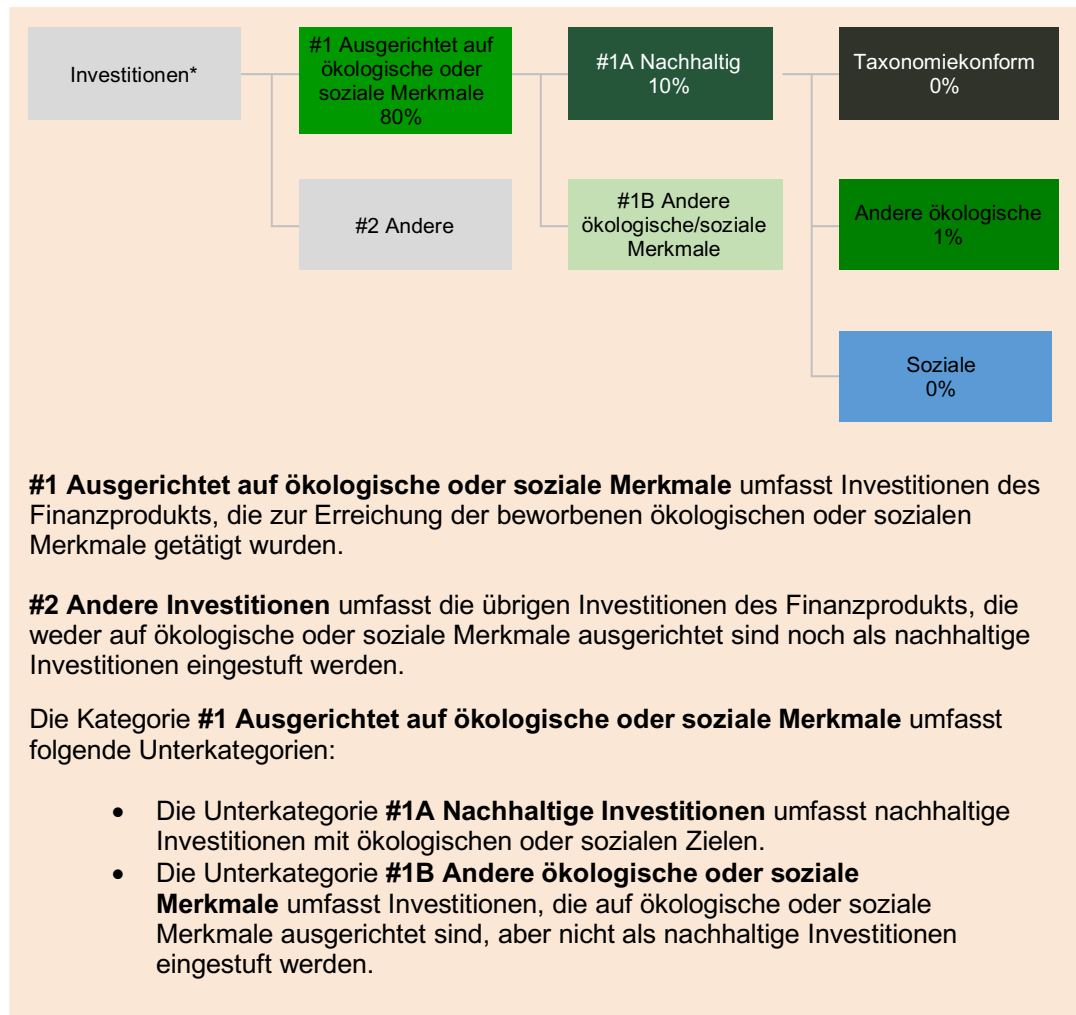 Investitionen*
#1 Ausgerichtet auf
ökologische oder
soziale Merkmale
80%
#1A Nachhaltig
10%
Taxonomiekonform
0%
#2 Andere
#1B Andere
ökologische/soziale
Merkmale
Andere ökologische
1%
Soziale
0%
#1 Ausgerichtet auf ökologische oder soziale Merkmale umfasst Investitionen des
Finanzprodukts, die zur Erreichung der beworbenen ökologischen oder sozialen
Merkmale getätigt wurden.
#2 Andere Investitionen umfasst die übrigen Investitionen des Finanzprodukts, die
weder auf ökologische oder soziale Merkmale ausgerichtet sind noch als nachhaltige
Investitionen eingestuft werden.
Die Kategorie #1 Ausgerichtet auf ökologische oder soziale Merkmale umfasst
folgende Unterkategorien:
• Die Unterkategorie #1A Nachhaltige Investitionen umfasst nachhaltige
Investitionen mit ökologischen oder sozialen Zielen.
• Die Unterkategorie #1B Andere ökologische oder soziale
Merkmale umfasst Investitionen, die auf ökologische oder soziale
Merkmale ausgerichtet sind, aber nicht als nachhaltige Investitionen
eingestuft werden.